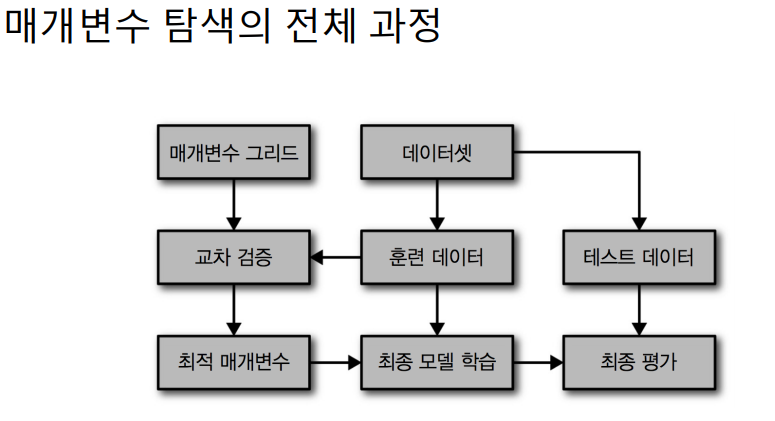 매개변수 탐색의 전체 과정
매개변수 그리드
데이터셋
교차 검증
훈련 데이터
테스트 데이터
최적 매개변수
최종 모델 학습
최종 평가